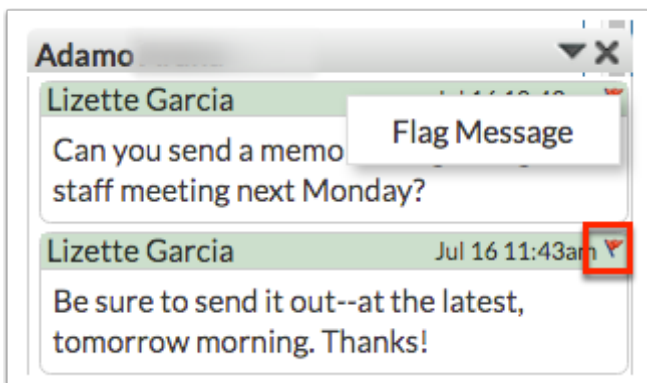 Adamo
Lizette Garcia
Flag Message
Can you send a memo
staff meeting next Monday?
Lizette Garcia Jul 16 11:43am
Be sure to send it out--at the latest,
tomorrow morning. Thanks!